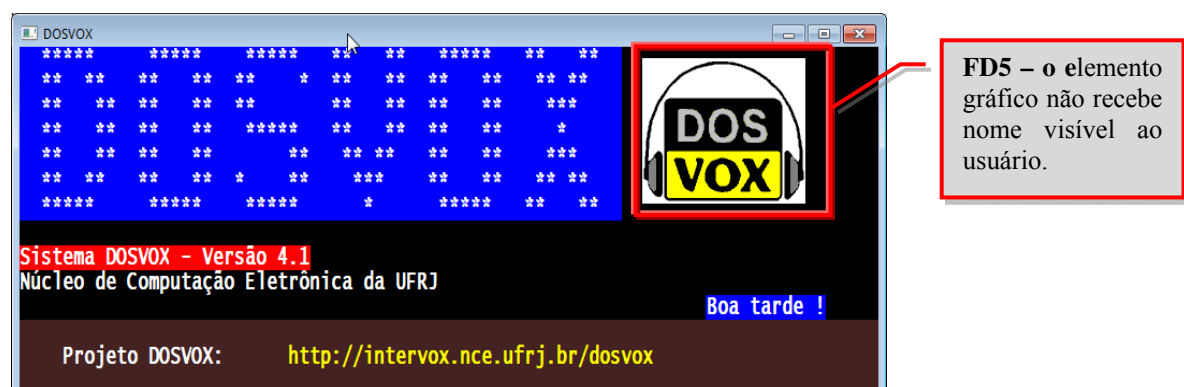 DOSVOX
DOS
VOX
Sistema DOSVOX - Versão 4.1
Núcleo de Computação Eletrônica da UFRJ
Boa tarde !
Projeto DOSVOX: http://intervox.nce.ufrj.br/dosvox
FD5 – o elemento
gráfico não recebe
nome visível ao
usuário.